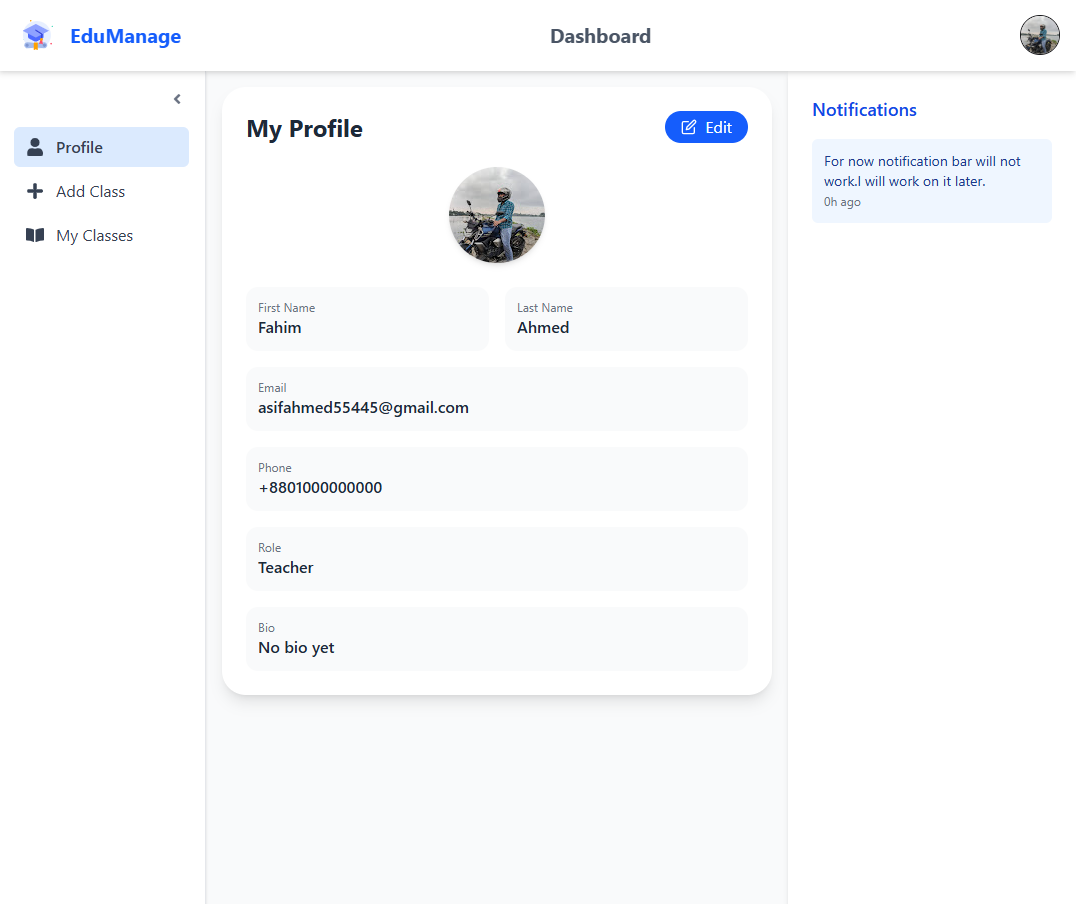 EduManage
Dashboard
Profile
Add Class
My Classes
My Profile
Edit
First Name
Fahim
Last Name
Ahmed
Email
asifahmed55445@gmail.com
Phone
+8801000000000
Role
Teacher
Bio
No bio yet
Notifications
For now notification bar will not
work.I will work on it later.
0h ago